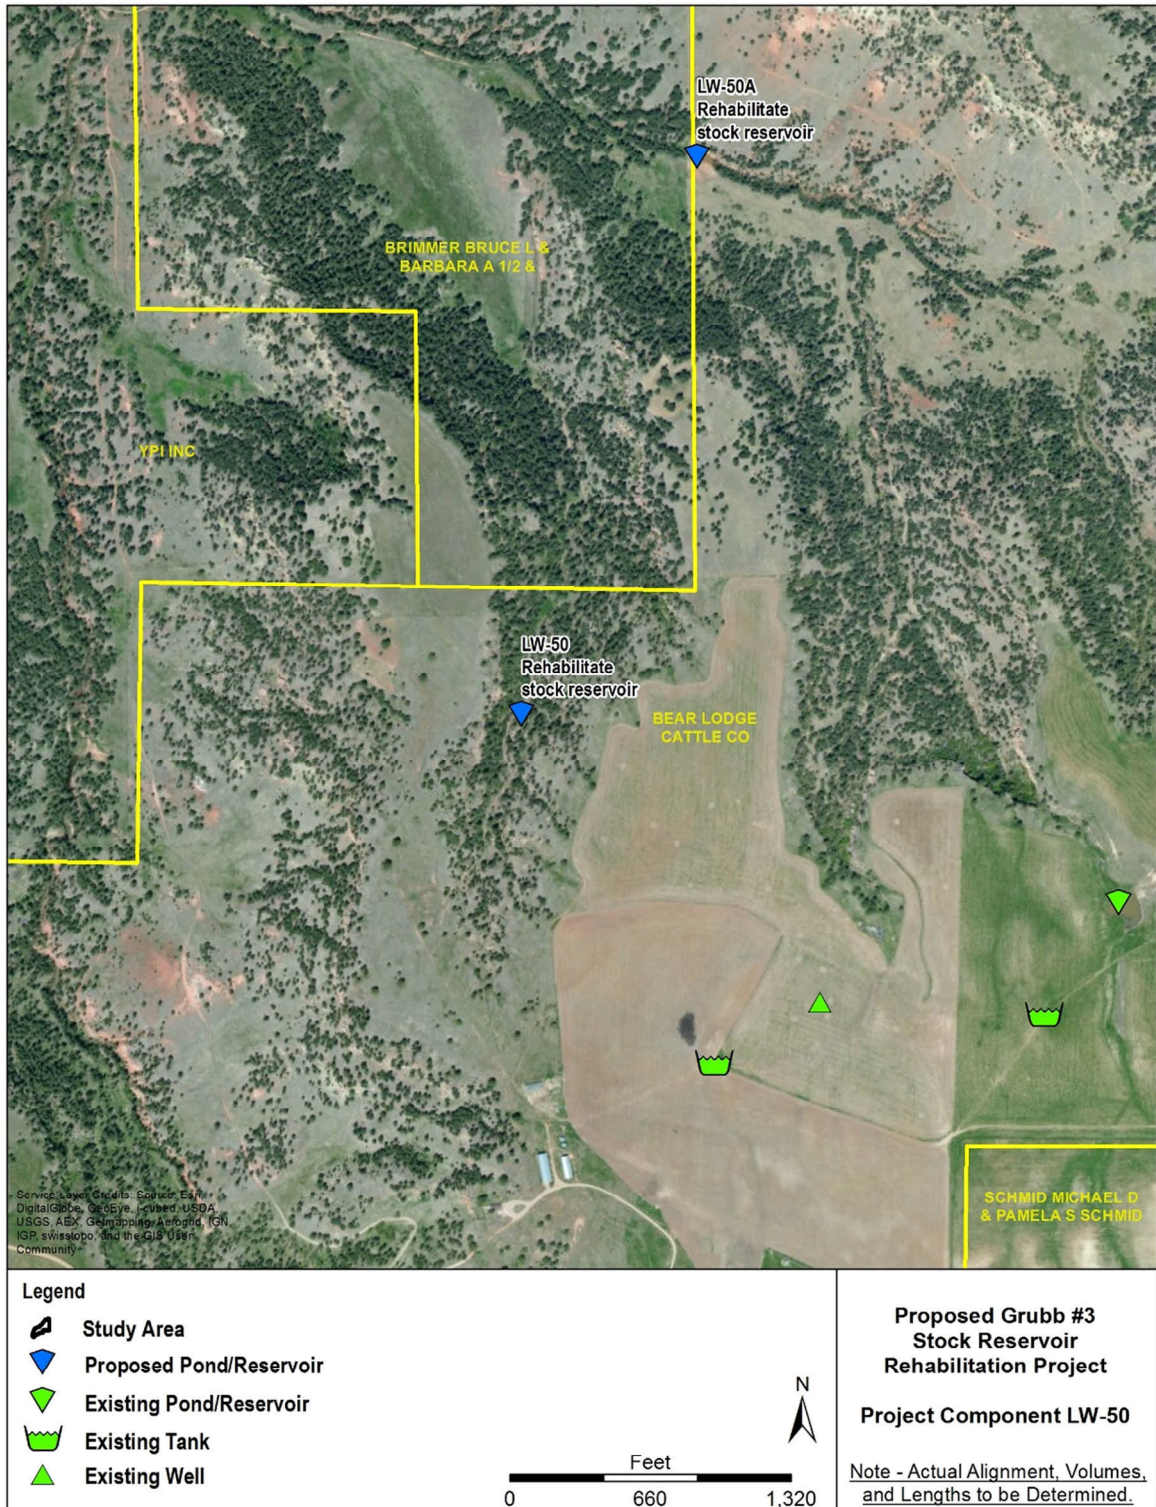 LW-50A
Rehabilitate
stock reservoir
BRIMMER BRUCE L &
BARBARA A 1/2 &
YPI INC
LW-50
Rehabilitate
stock reservoir
BEAR LODGE
CATTLE CO
SCHMID MICHAEL D
& PAMELA S SCHMID
Service Layer Credits: Source: Esri,
DigitalGlobe, GeoEye, i-cubed, USDA,
USGS, AEX, Getmapping, Aerogrid, IGN,
IGP, swisstopo, and the GIS User
Community
Legend
Study Area
Proposed Pond/Reservoir
Existing Pond/Reservoir
Existing Tank
Existing Well
N
Feet
0 660 1,320
Proposed Grubb #3
Stock Reservoir
Rehabilitation Project
Project Component LW-50
Note - Actual Alignment, Volumes,
and Lengths to be Determined.